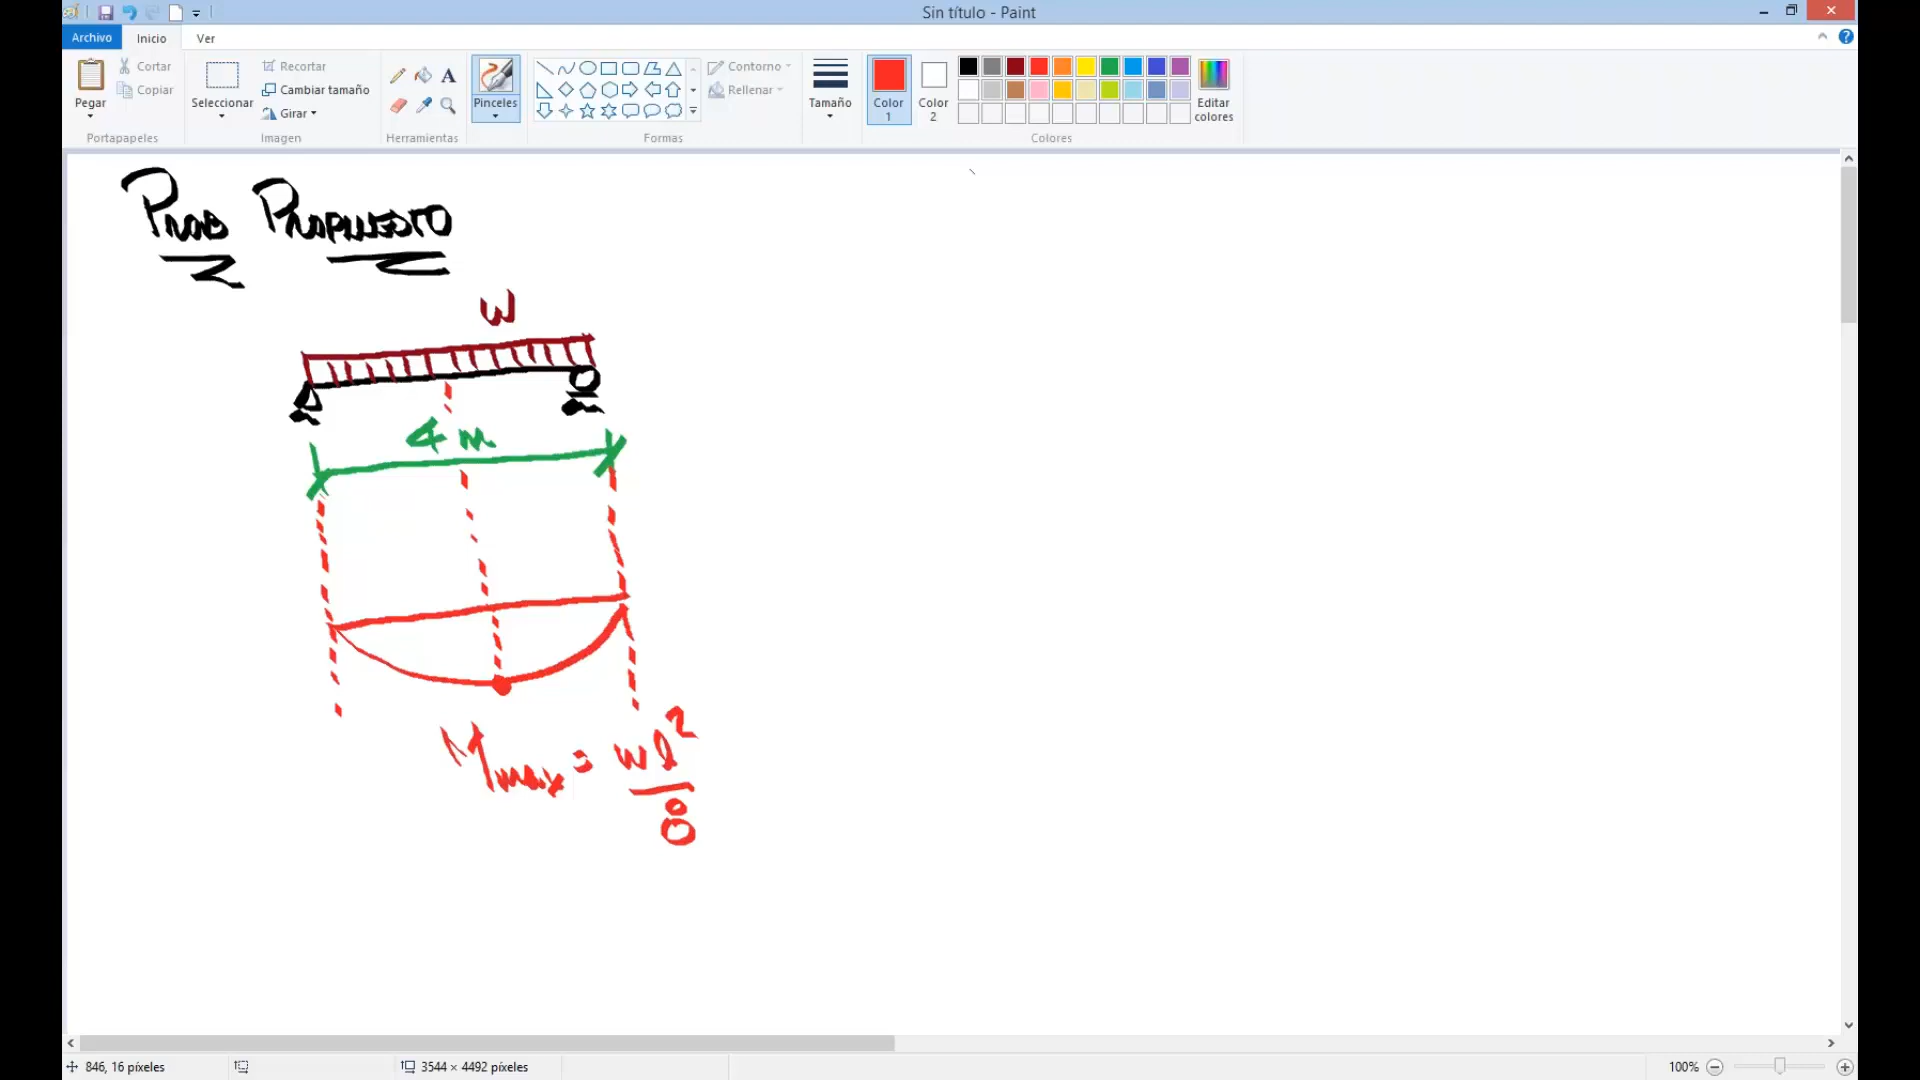 Sin título - Paint
Archivo Inicio Ver
Pegar
Cortar
Copiar
Portapapeles
Seleccionar
Recortar
Cambiar tamaño
Girar
Imagen
A
Herramientas
Pinceles
Contorno
Rellenar
Formas
Tamaño
Color 1
Color 2
Editar colores
Colores
PROB PROPUESTO
W
4 m
Mmax = wl²
8
846, 16 píxeles
3544 × 4492 píxeles
100%